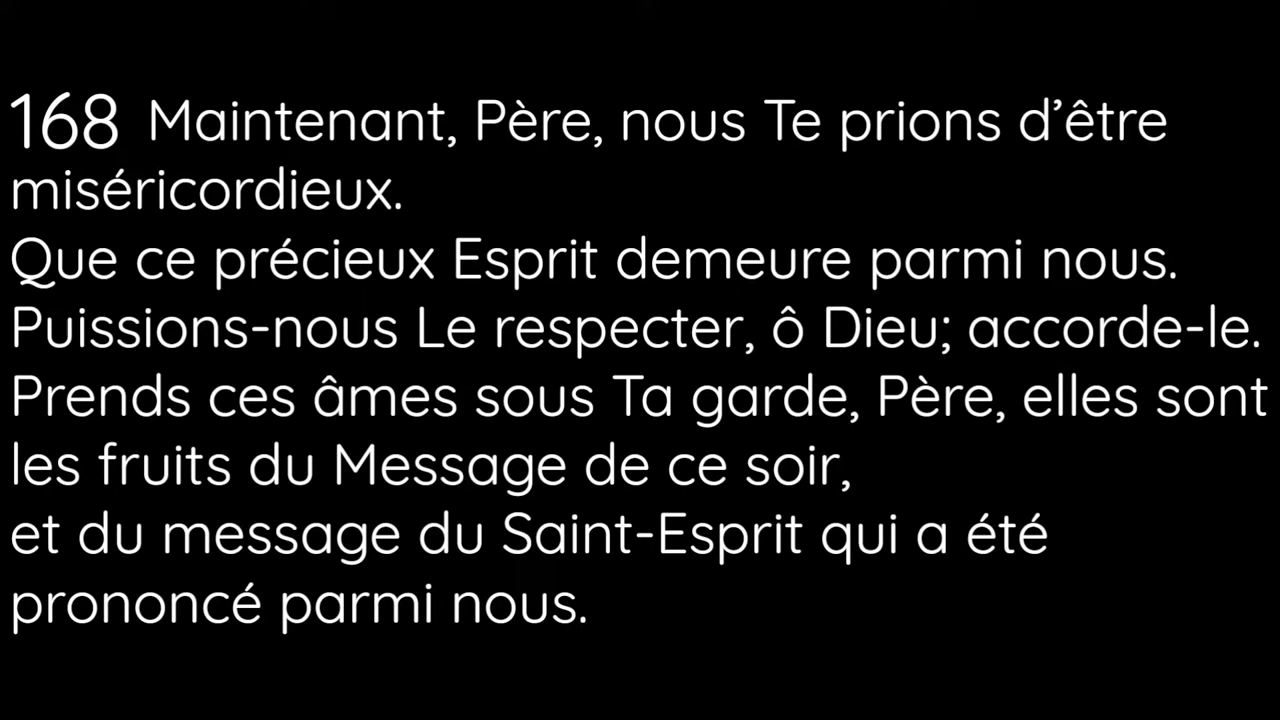 168 Maintenant, Père, nous Te prions d’être
miséricordieux.
Que ce précieux Esprit demeure parmi nous.
Puissions-nous Le respecter, ô Dieu; accorde-le.
Prends ces âmes sous Ta garde, Père, elles sont
les fruits du Message de ce soir,
et du message du Saint-Esprit qui a été
prononcé parmi nous.